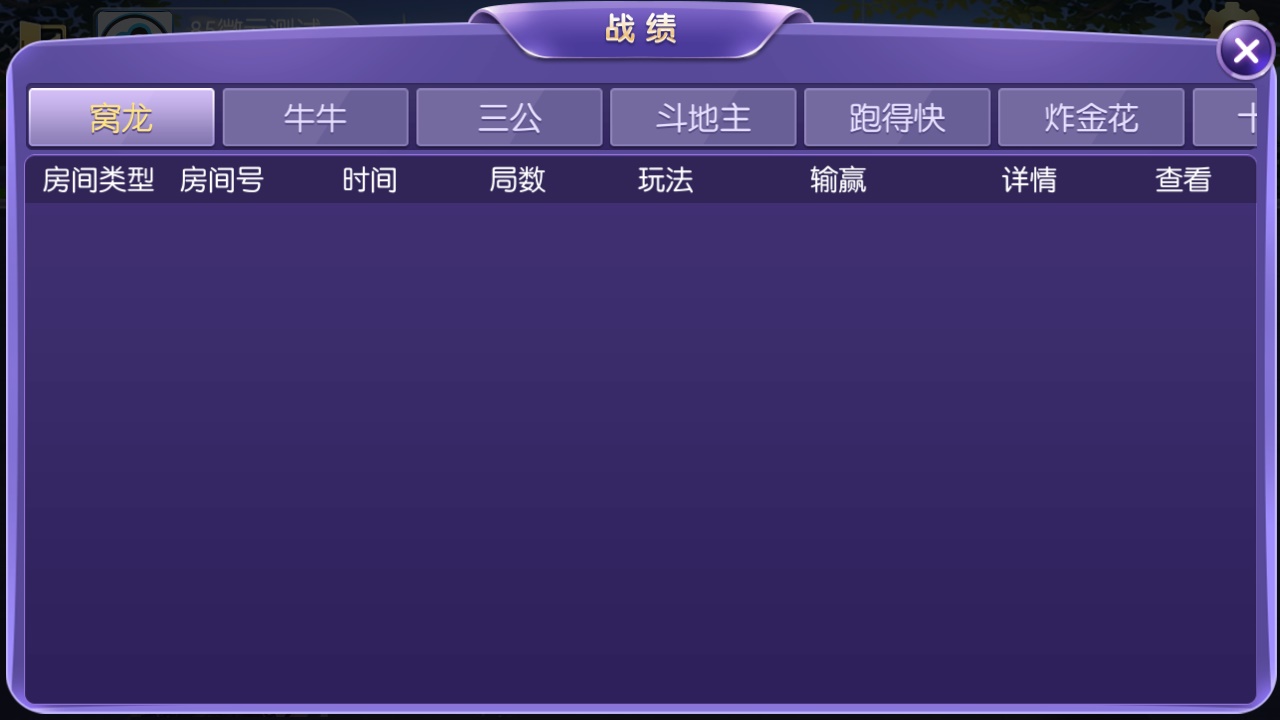 战绩
窝龙 牛牛 三公 斗地主 跑得快 炸金花
房间类型 房间号 时间 局数 玩法 输赢 详情 查看